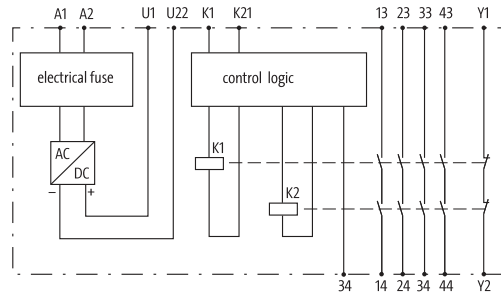 A1 A2 U1 U22 K1 K21 13 23 33 43 Y1
electrical fuse control logic
K1
AC
DC
K2
− +
34 14 24 34 44 Y2